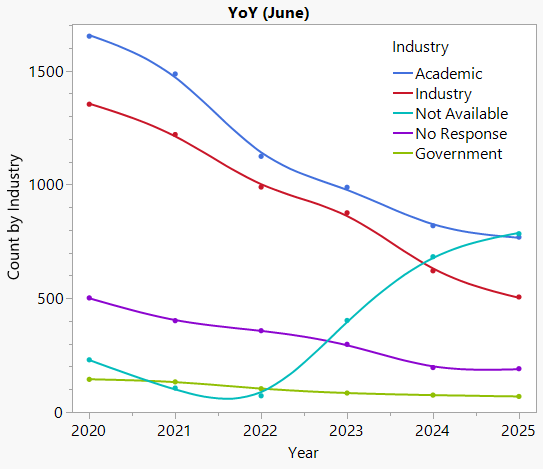 YoY (June)
Count by Industry
1500
1000
500
0
Industry
Academic
Industry
Not Available
No Response
Government
2020 2021 2022 2023 2024 2025
Year